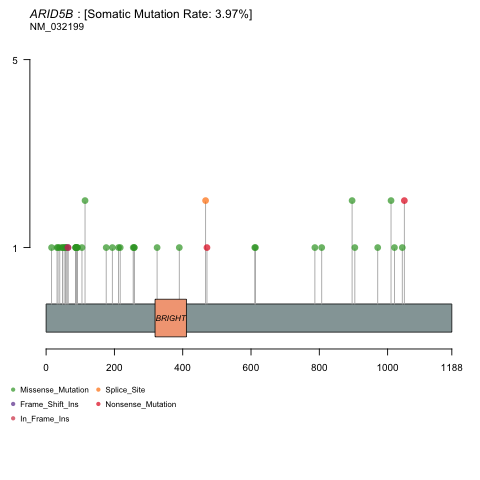 ARID5B : [Somatic Mutation Rate: 3.97%]
NM_032199
5
1
BRIGHT
0 200 400 600 800 1000 1188
Missense_Mutation Splice_Site
Frame_Shift_Ins Nonsense_Mutation
In_Frame_Ins